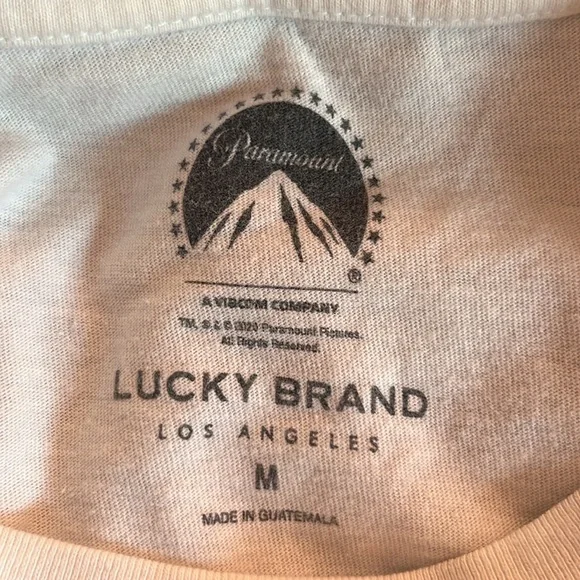 Paramount
®
A VIACOM COMPANY
TM, ® & © 2020 Paramount Pictures.
All Rights Reserved.
LUCKY BRAND
LOS ANGELES
M
MADE IN GUATEMALA